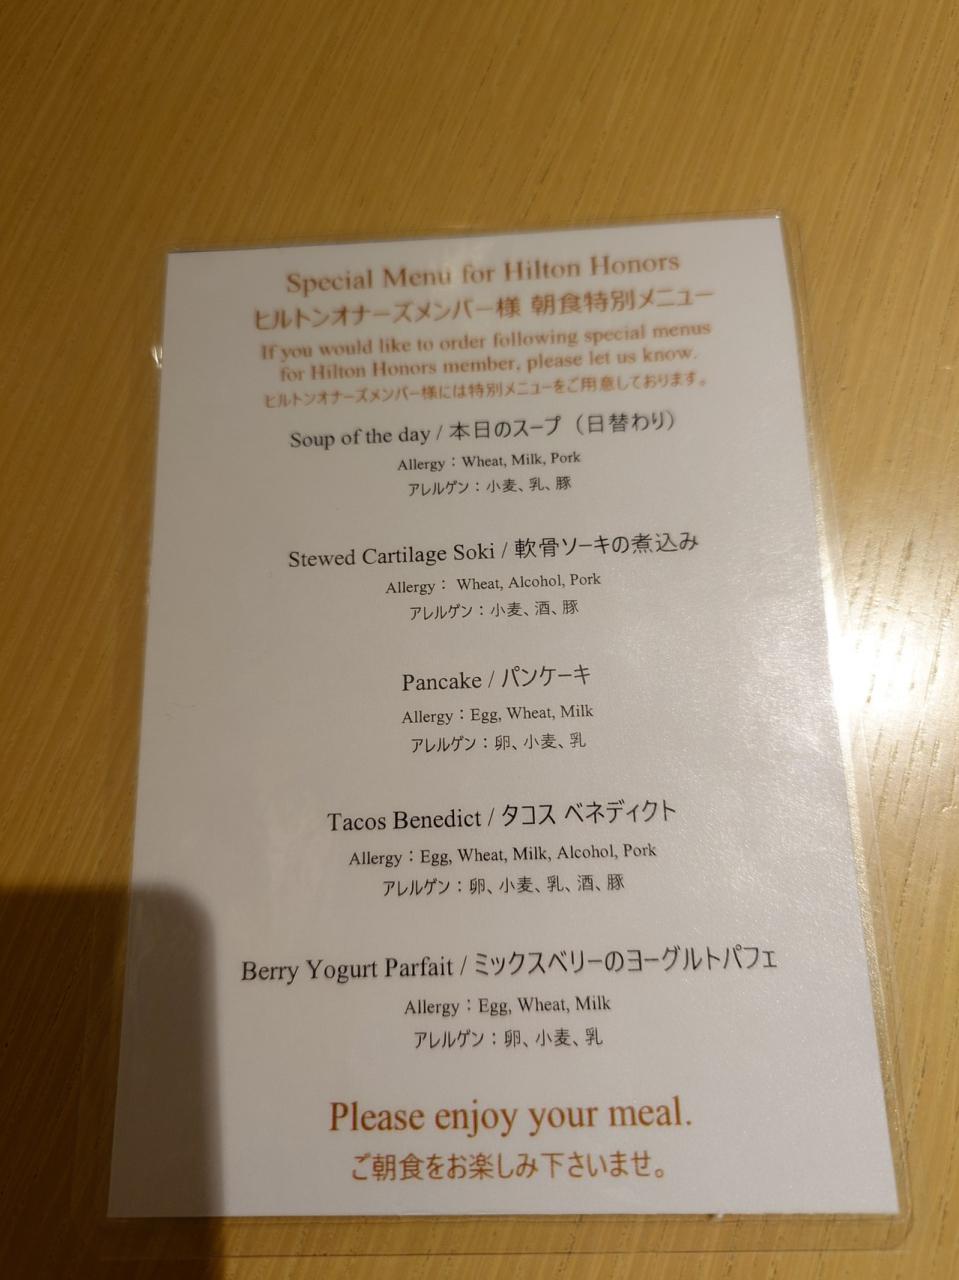 Special Menu for Hilton Honors
ヒルトンオナーズメンバー様 朝食特別メニュー
If you would like to order following special menus
for Hilton Honors member, please let us know.
ヒルトンオナーズメンバー様には特別メニューをご用意しております。
Soup of the day / 本日のスープ（日替わり）
Allergy：Wheat, Milk, Pork
アレルゲン：小麦、乳、豚
Stewed Cartilage Soki / 軟骨ソーキの煮込み
Allergy： Wheat, Alcohol, Pork
アレルゲン：小麦、酒、豚
Pancake / パンケーキ
Allergy：Egg, Wheat, Milk
アレルゲン：卵、小麦、乳
Tacos Benedict / タコス ベネディクト
Allergy：Egg, Wheat, Milk, Alcohol, Pork
アレルゲン：卵、小麦、乳、酒、豚
Berry Yogurt Parfait / ミックスベリーのヨーグルトパフェ
Allergy：Egg, Wheat, Milk
アレルゲン：卵、小麦、乳
Please enjoy your meal.
ご朝食をお楽しみ下さいませ。